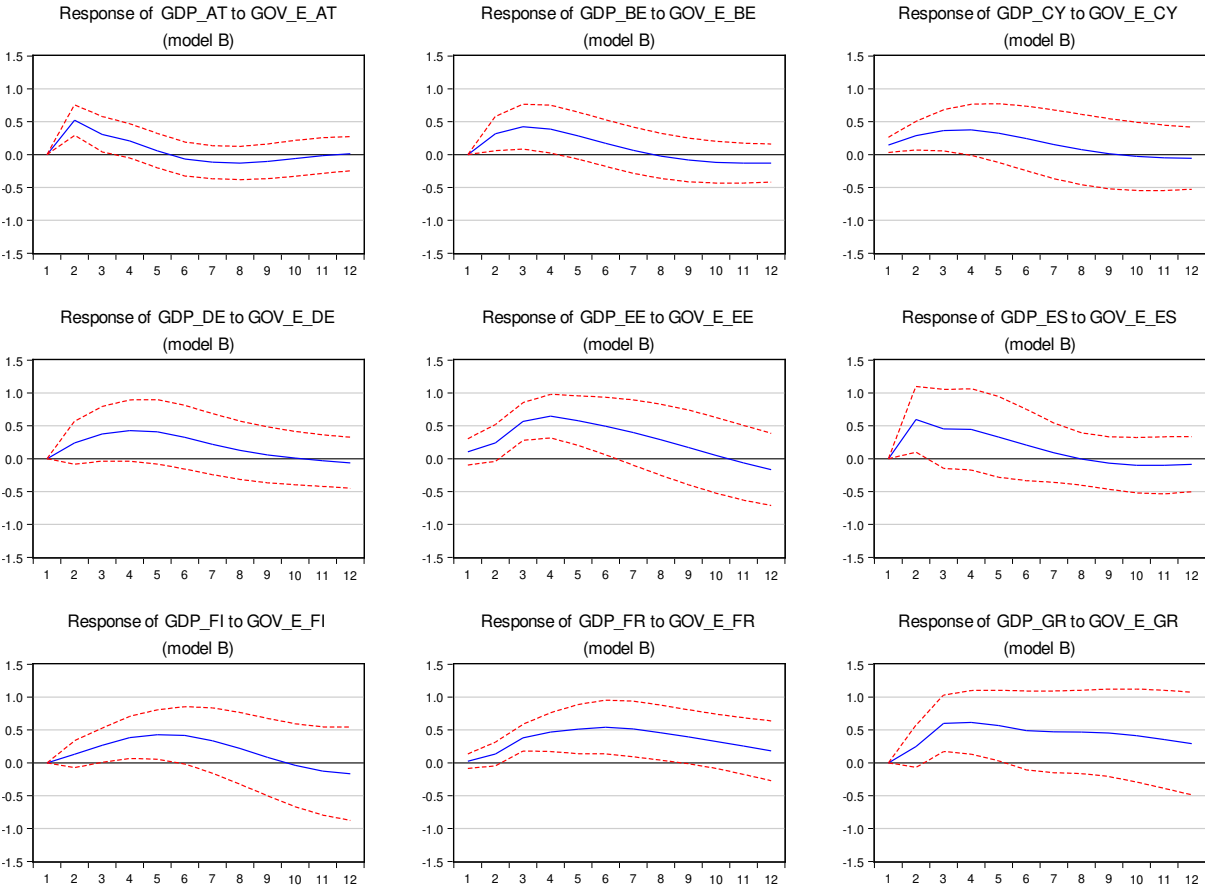 Response of GDP_AT to GOV_E_AT
(model B)
Response of GDP_BE to GOV_E_BE
(model B)
Response of GDP_CY to GOV_E_CY
(model B)
1.5
1.0
0.5
0.0
-0.5
-1.0
-1.5
1 2 3 4 5 6 7 8 9 10 11 12
1.5
1.0
0.5
0.0
-0.5
-1.0
-1.5
1 2 3 4 5 6 7 8 9 10 11 12
1.5
1.0
0.5
0.0
-0.5
-1.0
-1.5
1 2 3 4 5 6 7 8 9 10 11 12
Response of GDP_DE to GOV_E_DE
(model B)
Response of GDP_EE to GOV_E_EE
(model B)
Response of GDP_ES to GOV_E_ES
(model B)
1.5
1.0
0.5
0.0
-0.5
-1.0
-1.5
1 2 3 4 5 6 7 8 9 10 11 12
1.5
1.0
0.5
0.0
-0.5
-1.0
-1.5
1 2 3 4 5 6 7 8 9 10 11 12
1.5
1.0
0.5
0.0
-0.5
-1.0
-1.5
1 2 3 4 5 6 7 8 9 10 11 12
Response of GDP_FI to GOV_E_FI
(model B)
Response of GDP_FR to GOV_E_FR
(model B)
Response of GDP_GR to GOV_E_GR
(model B)
1.5
1.0
0.5
0.0
-0.5
-1.0
-1.5
1 2 3 4 5 6 7 8 9 10 11 12
1.5
1.0
0.5
0.0
-0.5
-1.0
-1.5
1 2 3 4 5 6 7 8 9 10 11 12
1.5
1.0
0.5
0.0
-0.5
-1.0
-1.5
1 2 3 4 5 6 7 8 9 10 11 12